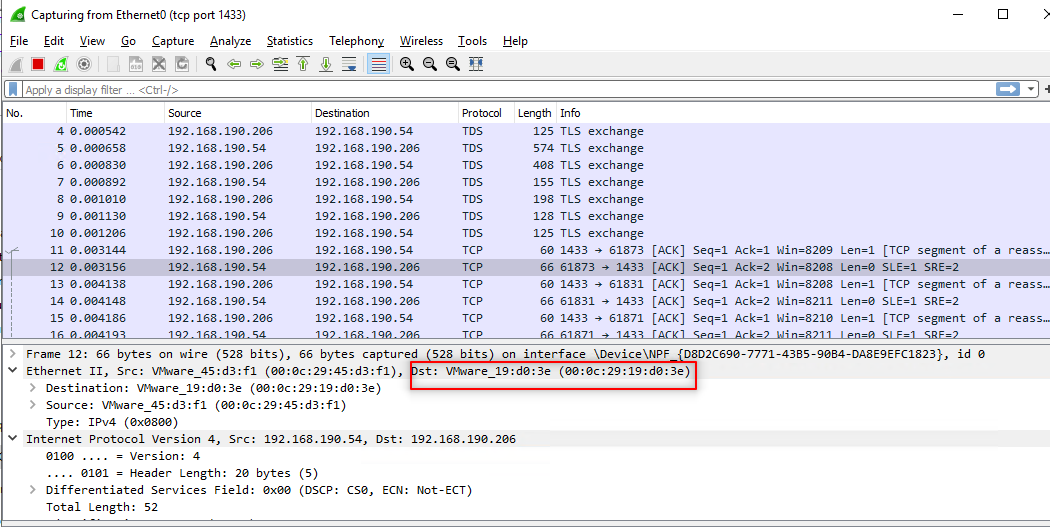 Capturing from Ethernet0 (tcp port 1433)
File Edit View Go Capture Analyze Statistics Telephony Wireless Tools Help
Apply a display filter ... <Ctrl-/>
No. Time Source Destination Protocol Length Info
4 0.000542 192.168.190.206 192.168.190.54 TDS 125 TLS exchange
5 0.000658 192.168.190.54 192.168.190.206 TDS 574 TLS exchange
6 0.000830 192.168.190.206 192.168.190.54 TDS 408 TLS exchange
7 0.000892 192.168.190.54 192.168.190.206 TDS 155 TLS exchange
8 0.001010 192.168.190.206 192.168.190.54 TDS 198 TLS exchange
9 0.001130 192.168.190.54 192.168.190.206 TDS 128 TLS exchange
10 0.001206 192.168.190.206 192.168.190.54 TDS 125 TLS exchange
11 0.003144 192.168.190.206 192.168.190.54 TCP 60 1433 → 61873 [ACK] Seq=1 Ack=1 Win=8209 Len=1 [TCP segment of a reass…
12 0.003156 192.168.190.54 192.168.190.206 TCP 66 61873 → 1433 [ACK] Seq=1 Ack=2 Win=8208 Len=0 SLE=1 SRE=2
13 0.004138 192.168.190.206 192.168.190.54 TCP 60 1433 → 61831 [ACK] Seq=1 Ack=1 Win=8208 Len=1 [TCP segment of a reass…
14 0.004148 192.168.190.54 192.168.190.206 TCP 66 61831 → 1433 [ACK] Seq=1 Ack=2 Win=8211 Len=0 SLE=1 SRE=2
15 0.004186 192.168.190.206 192.168.190.54 TCP 60 1433 → 61871 [ACK] Seq=1 Ack=1 Win=8210 Len=1 [TCP segment of a reass…
16 0.004193 192.168.190.54 192.168.190.206 TCP 66 61871 → 1433 [ACK] Seq=1 Ack=2 Win=8211 Len=0 SLE=1 SRE=2
Frame 12: 66 bytes on wire (528 bits), 66 bytes captured (528 bits) on interface \Device\NPF_{D8D2C690-7771-43B5-90B4-DA8E9EFC1823}, id 0
Ethernet II, Src: VMware_45:d3:f1 (00:0c:29:45:d3:f1), Dst: VMware_19:d0:3e (00:0c:29:19:d0:3e)
Destination: VMware_19:d0:3e (00:0c:29:19:d0:3e)
Source: VMware_45:d3:f1 (00:0c:29:45:d3:f1)
Type: IPv4 (0x0800)
Internet Protocol Version 4, Src: 192.168.190.54, Dst: 192.168.190.206
0100 .... = Version: 4
.... 0101 = Header Length: 20 bytes (5)
Differentiated Services Field: 0x00 (DSCP: CS0, ECN: Not-ECT)
Total Length: 52